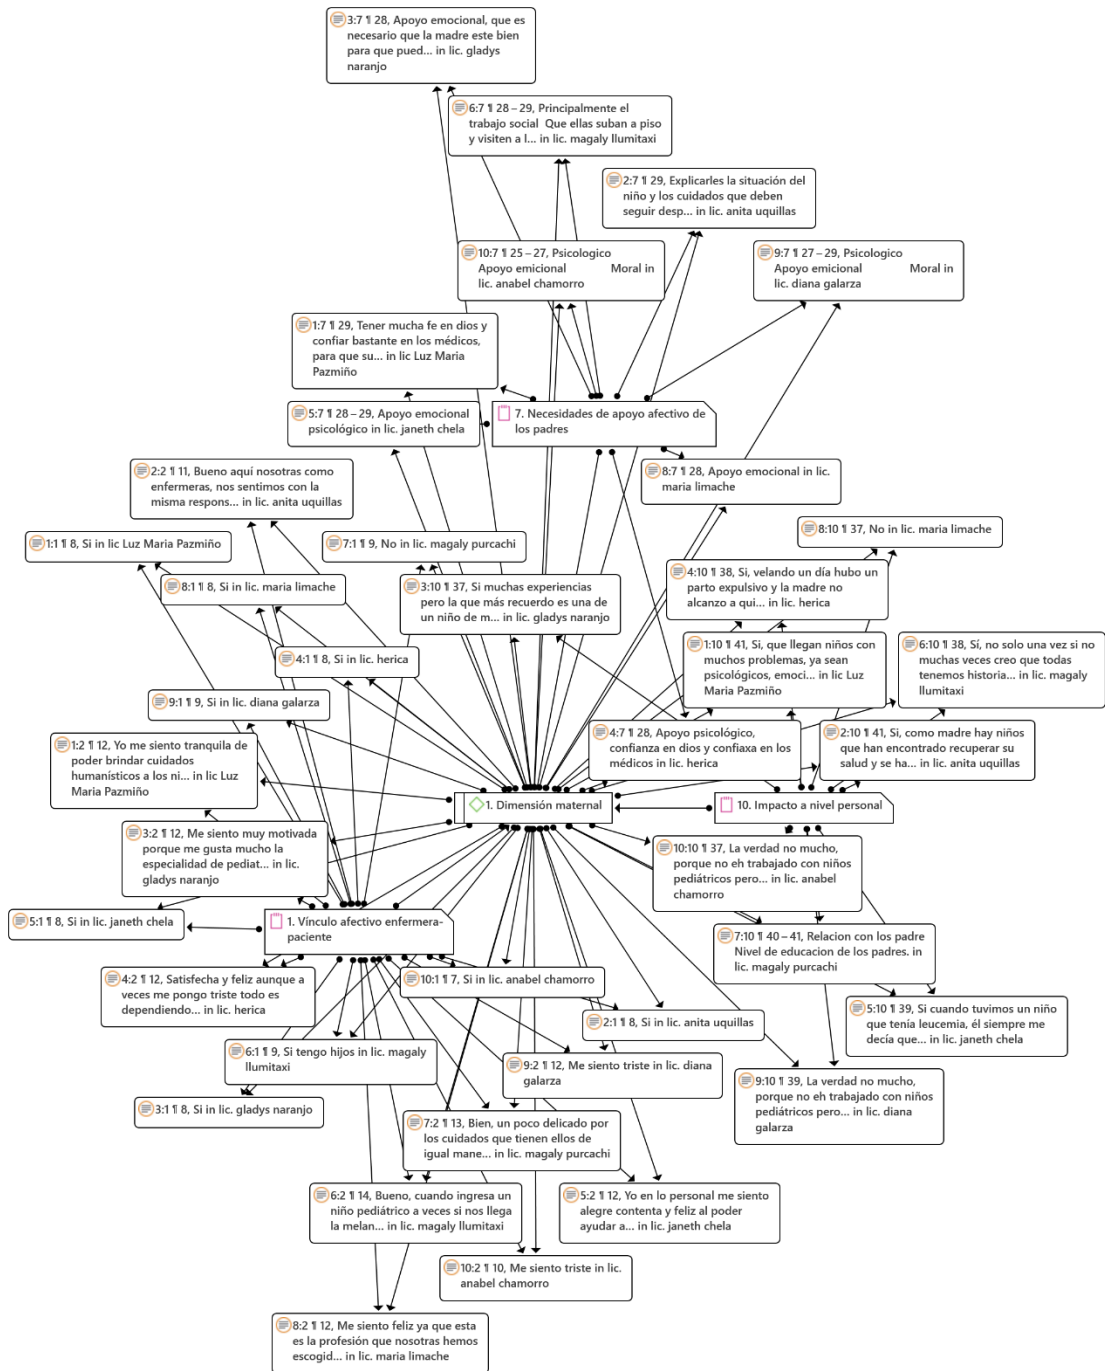 3:7 ¶ 28, Apoyo emocional, que es
necesario que la madre este bien
para que pued... in lic. gladys
naranjo
6:7 ¶ 28 – 29, Principalmente el
trabajo social  Que ellas suban a piso
y visiten a l... in lic. magaly llumitaxi
2:7 ¶ 29, Explicarles la situación del
niño y los cuidados que deben
seguir desp... in lic. anita uquillas
10:7 ¶ 25 – 27, Psicologico
Apoyo emicional Moral in
lic. anabel chamorro
9:7 ¶ 27 – 29, Psicologico
Apoyo emicional Moral in
lic. diana galarza
1:7 ¶ 29, Tener mucha fe en dios y
confiar bastante en los médicos,
para que su... in lic Luz Maria
Pazmiño
7. Necesidades de apoyo afectivo de
los padres
5:7 ¶ 28 – 29, Apoyo emocional
psicológico in lic. janeth chela
8:7 ¶ 28, Apoyo emocional in lic.
maria limache
2:2 ¶ 11, Bueno aquí nosotras como
enfermeras, nos sentimos con la
misma respons... in lic. anita uquillas
1:1 ¶ 8, Si in lic Luz Maria Pazmiño
7:1 ¶ 9, No in lic. magaly purcachi
8:10 ¶ 37, No in lic. maria limache
8:1 ¶ 8, Si in lic. maria limache
3:10 ¶ 37, Si muchas experiencias
pero la que más recuerdo es una de
un niño de m... in lic. gladys naranjo
4:10 ¶ 38, Si, velando un día hubo un
parto expulsivo y la madre no
alcanzo a qui... in lic. herica
4:1 ¶ 8, Si in lic. herica
1:10 ¶ 41, Si, que llegan niños con
muchos problemas, ya sean
psicológicos, emoci... in lic Luz
Maria Pazmiño
6:10 ¶ 38, Sí, no solo una vez si no
muchas veces creo que todas
tenemos historia... in lic. magaly
llumitaxi
9:1 ¶ 9, Si in lic. diana galarza
1:2 ¶ 12, Yo me siento tranquila de
poder brindar cuidados
humanísticos a los ni... in lic Luz
Maria Pazmiño
4:7 ¶ 28, Apoyo psicológico,
confianza en dios y confiaxa en los
médicos in lic. herica
2:10 ¶ 41, Si, como madre hay niños
que han encontrado recuperar su
salud y se ha... in lic. anita uquillas
1. Dimensión maternal
10. Impacto a nivel personal
3:2 ¶ 12, Me siento muy motivada
porque me gusta mucho la
especialidad de pediat... in lic.
gladys naranjo
10:10 ¶ 37, La verdad no mucho,
porque no eh trabajado con niños
pediátricos pero... in lic. anabel
chamorro
5:1 ¶ 8, Si in lic. janeth chela
1. Vínculo afectivo enfermera-
paciente
7:10 ¶ 40 – 41, Relacion con los padre
Nivel de educacion de los padres. in
lic. magaly purcachi
4:2 ¶ 12, Satisfecha y feliz aunque a
veces me pongo triste todo es
dependiendo... in lic. herica
10:1 ¶ 7, Si in lic. anabel chamorro
5:10 ¶ 39, Si cuando tuvimos un niño
que tenía leucemia, él siempre me
decía que... in lic. janeth chela
2:1 ¶ 8, Si in lic. anita uquillas
6:1 ¶ 9, Si tengo hijos in lic. magaly
llumitaxi
9:2 ¶ 12, Me siento triste in lic. diana
galarza
9:10 ¶ 39, La verdad no mucho,
porque no eh trabajado con niños
pediátricos pero... in lic. diana
galarza
3:1 ¶ 8, Si in lic. gladys naranjo
7:2 ¶ 13, Bien, un poco delicado por
los cuidados que tienen ellos de
igual mane... in lic. magaly purcachi
6:2 ¶ 14, Bueno, cuando ingresa un
niño pediátrico a veces si nos llega
la melan... in lic. magaly llumitaxi
5:2 ¶ 12, Yo en lo personal me siento
alegre contenta y feliz al poder
ayudar a... in lic. janeth chela
10:2 ¶ 10, Me siento triste in lic.
anabel chamorro
8:2 ¶ 12, Me siento feliz ya que esta
es la profesión que nosotras hemos
escogid... in lic. maria limache